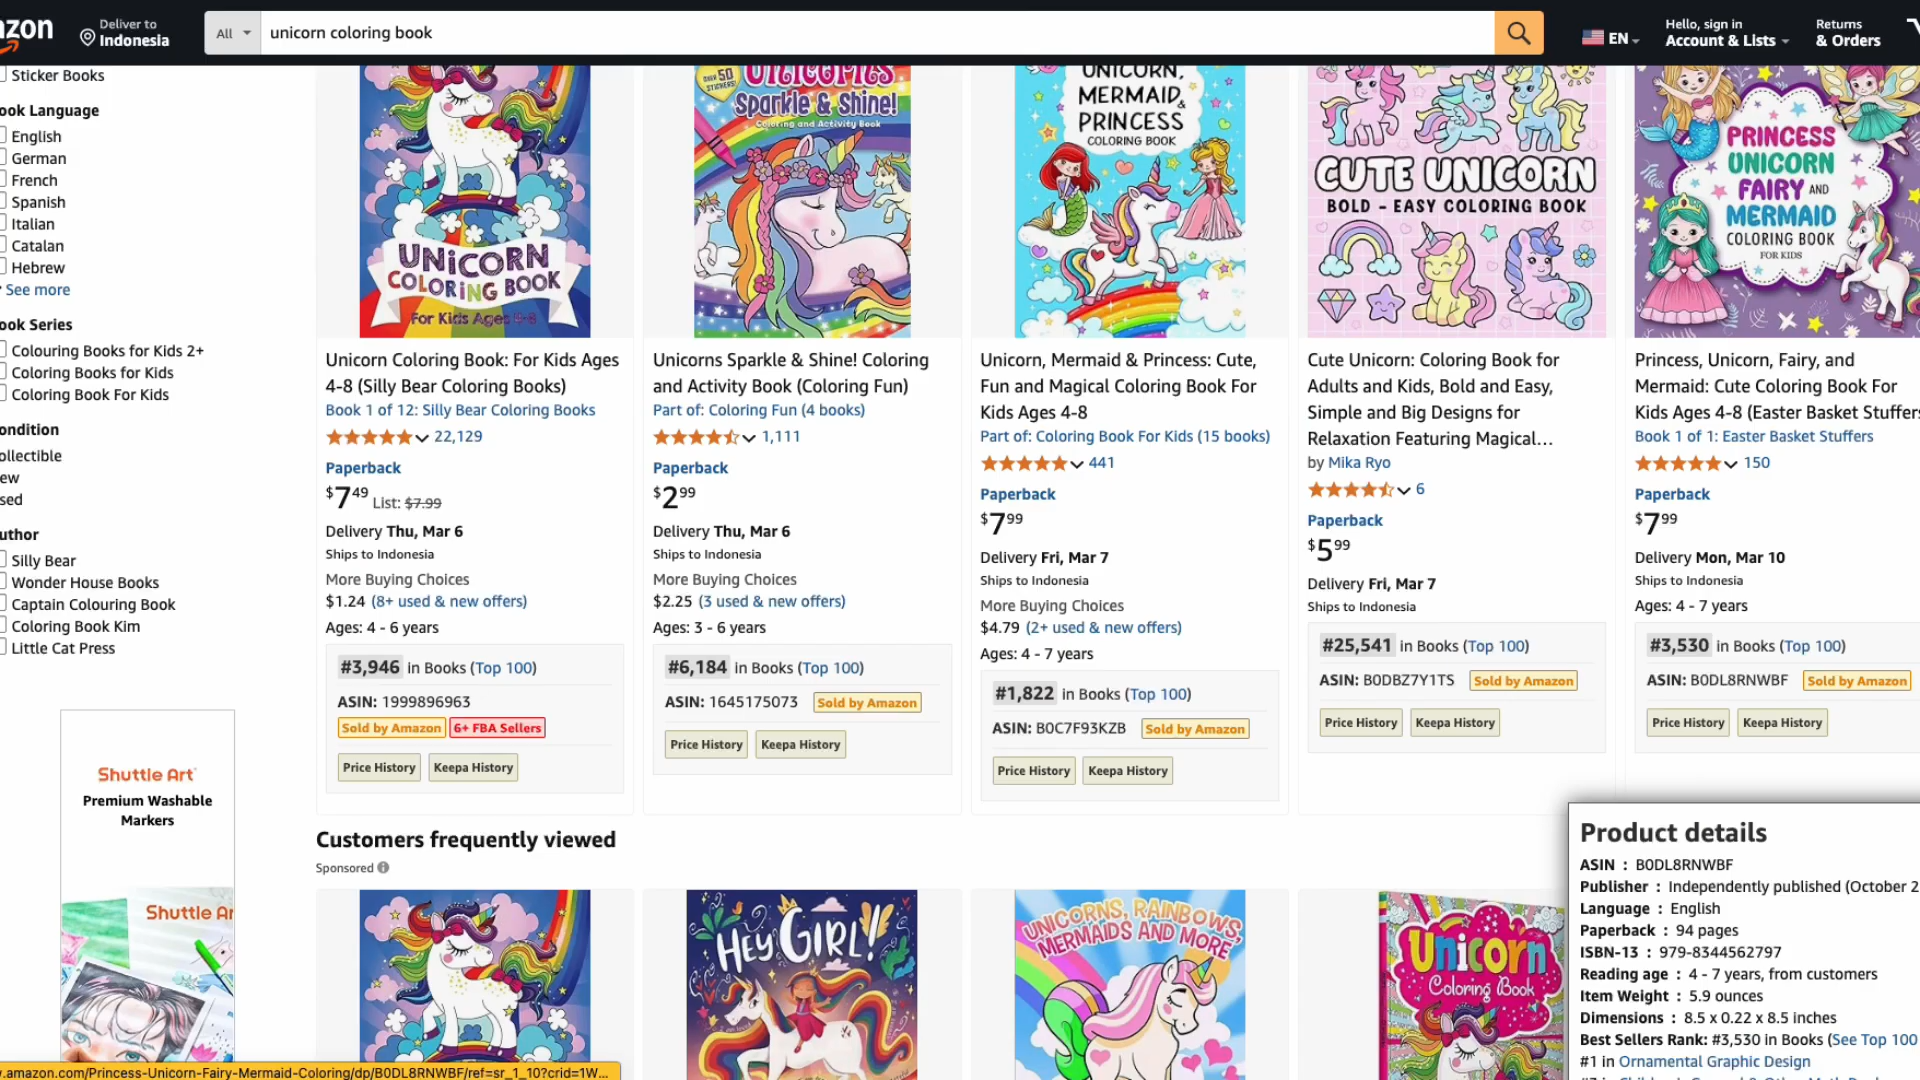 azon
Deliver to
Indonesia
All
unicorn coloring book
EN
Hello, sign in
Account & Lists
Returns
& Orders
Sticker Books
ook Language
English
German
French
Spanish
Italian
Catalan
Hebrew
See more
ook Series
Colouring Books for Kids 2+
Coloring Books for Kids
Coloring Book For Kids
ondition
ollectible
ew
sed
uthor
Silly Bear
Wonder House Books
Captain Colouring Book
Coloring Book Kim
Little Cat Press
Shuttle Art
Premium Washable
Markers
Shuttle Ar
UNICORN
COLORING BOOK
For Kids Ages 4-8
Unicorn Coloring Book: For Kids Ages
4-8 (Silly Bear Coloring Books)
Book 1 of 12: Silly Bear Coloring Books
22,129
Paperback
$7 49 List: $7.99
Delivery Thu, Mar 6
Ships to Indonesia
More Buying Choices
$1.24 (8+ used & new offers)
Ages: 4 - 6 years
#3,946 in Books (Top 100)
ASIN: 1999896963
Sold by Amazon 6+ FBA Sellers
Price History Keepa History
OVER 50
STICKERS!
UNICORNS
Sparkle & Shine!
Coloring and Activity Book
Unicorns Sparkle & Shine! Coloring
and Activity Book (Coloring Fun)
Part of: Coloring Fun (4 books)
1,111
Paperback
$2 99
Delivery Thu, Mar 6
Ships to Indonesia
More Buying Choices
$2.25 (3 used & new offers)
Ages: 3 - 6 years
#6,184 in Books (Top 100)
ASIN: 1645175073 Sold by Amazon
Price History Keepa History
UNICORN,
MERMAID &
PRINCESS
COLORING BOOK
Unicorn, Mermaid & Princess: Cute,
Fun and Magical Coloring Book For
Kids Ages 4-8
Part of: Coloring Book For Kids (15 books)
441
Paperback
$7 99
Delivery Fri, Mar 7
Ships to Indonesia
More Buying Choices
$4.79 (2+ used & new offers)
Ages: 4 - 7 years
#1,822 in Books (Top 100)
ASIN: B0C7F93KZB Sold by Amazon
Price History Keepa History
CUTE UNICORN
BOLD - EASY COLORING BOOK
Cute Unicorn: Coloring Book for
Adults and Kids, Bold and Easy,
Simple and Big Designs for
Relaxation Featuring Magical…
by Mika Ryo
6
Paperback
$5 99
Delivery Fri, Mar 7
Ships to Indonesia
#25,541 in Books (Top 100)
ASIN: B0DBZ7Y1TS Sold by Amazon
Price History Keepa History
PRINCESS
UNICORN
FAIRY AND
MERMAID
COLORING BOOK
FOR KIDS
Princess, Unicorn, Fairy, and
Mermaid: Cute Coloring Book For
Kids Ages 4-8 (Easter Basket Stuffers
Book 1 of 1: Easter Basket Stuffers
150
Paperback
$7 99
Delivery Mon, Mar 10
Ships to Indonesia
Ages: 4 - 7 years
#3,530 in Books (Top 100)
ASIN: B0DL8RNWBF Sold by Amazon
Price History Keepa History
Customers frequently viewed
Sponsored
HEY GIRL!
UNICORNS, RAINBOWS,
MERMAIDS AND MORE
Unicorn
Coloring Book
Product details
ASIN : B0DL8RNWBF
Publisher : Independently published (October 2
Language : English
Paperback : 94 pages
ISBN-13 : 979-8344562797
Reading age : 4 - 7 years, from customers
Item Weight : 5.9 ounces
Dimensions : 8.5 x 0.22 x 8.5 inches
Best Sellers Rank: #3,530 in Books (See Top 100
#1 in Ornamental Graphic Design
.amazon.com/Princess-Unicorn-Fairy-Mermaid-Coloring/dp/B0DL8RNWBF/ref=sr_1_10?crid=1W...